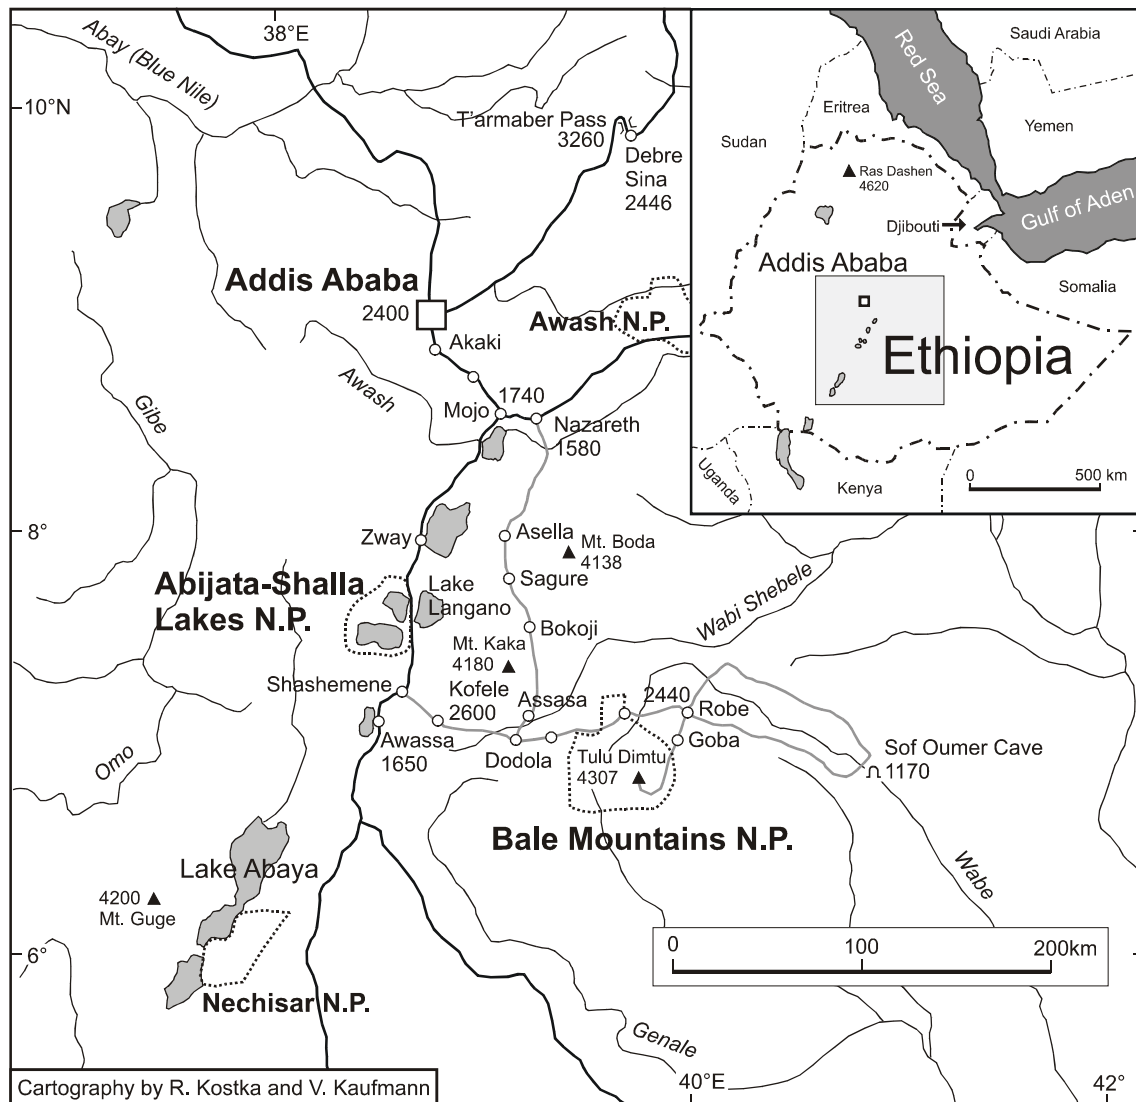 38°E
Abay (Blue Nile)
10°N
T'armaber Pass
3260
Debre
Sina
2446
Addis Ababa
2400
Akaki
Awash N.P.
Awash
Gibe
1740
Mojo
Nazareth
1580
8°
Zway
Asella
Mt. Boda
4138
Sagure
Abijata-Shalla
Lakes N.P.
Lake
Langano
Bokoji
Wabi Shebele
Mt. Kaka
4180
Shashemene
Kofele
2600
Assasa
2440
Robe
Awassa
1650
Dodola
Goba
Tulu Dimtu
4307
Sof Oumer Cave
1170
Omo
Bale Mountains N.P.
Lake Abaya
Wabe
4200
Mt. Guge
6°
Nechisar N.P.
0 100 200km
Genale
40°E
42°
Cartography by R. Kostka and V. Kaufmann
Saudi Arabia
Red Sea
Eritrea
Yemen
Sudan
Ras Dashen
4620
Gulf of Aden
Djibouti
Addis Ababa
Somalia
Ethiopia
Uganda
Kenya
0 500 km